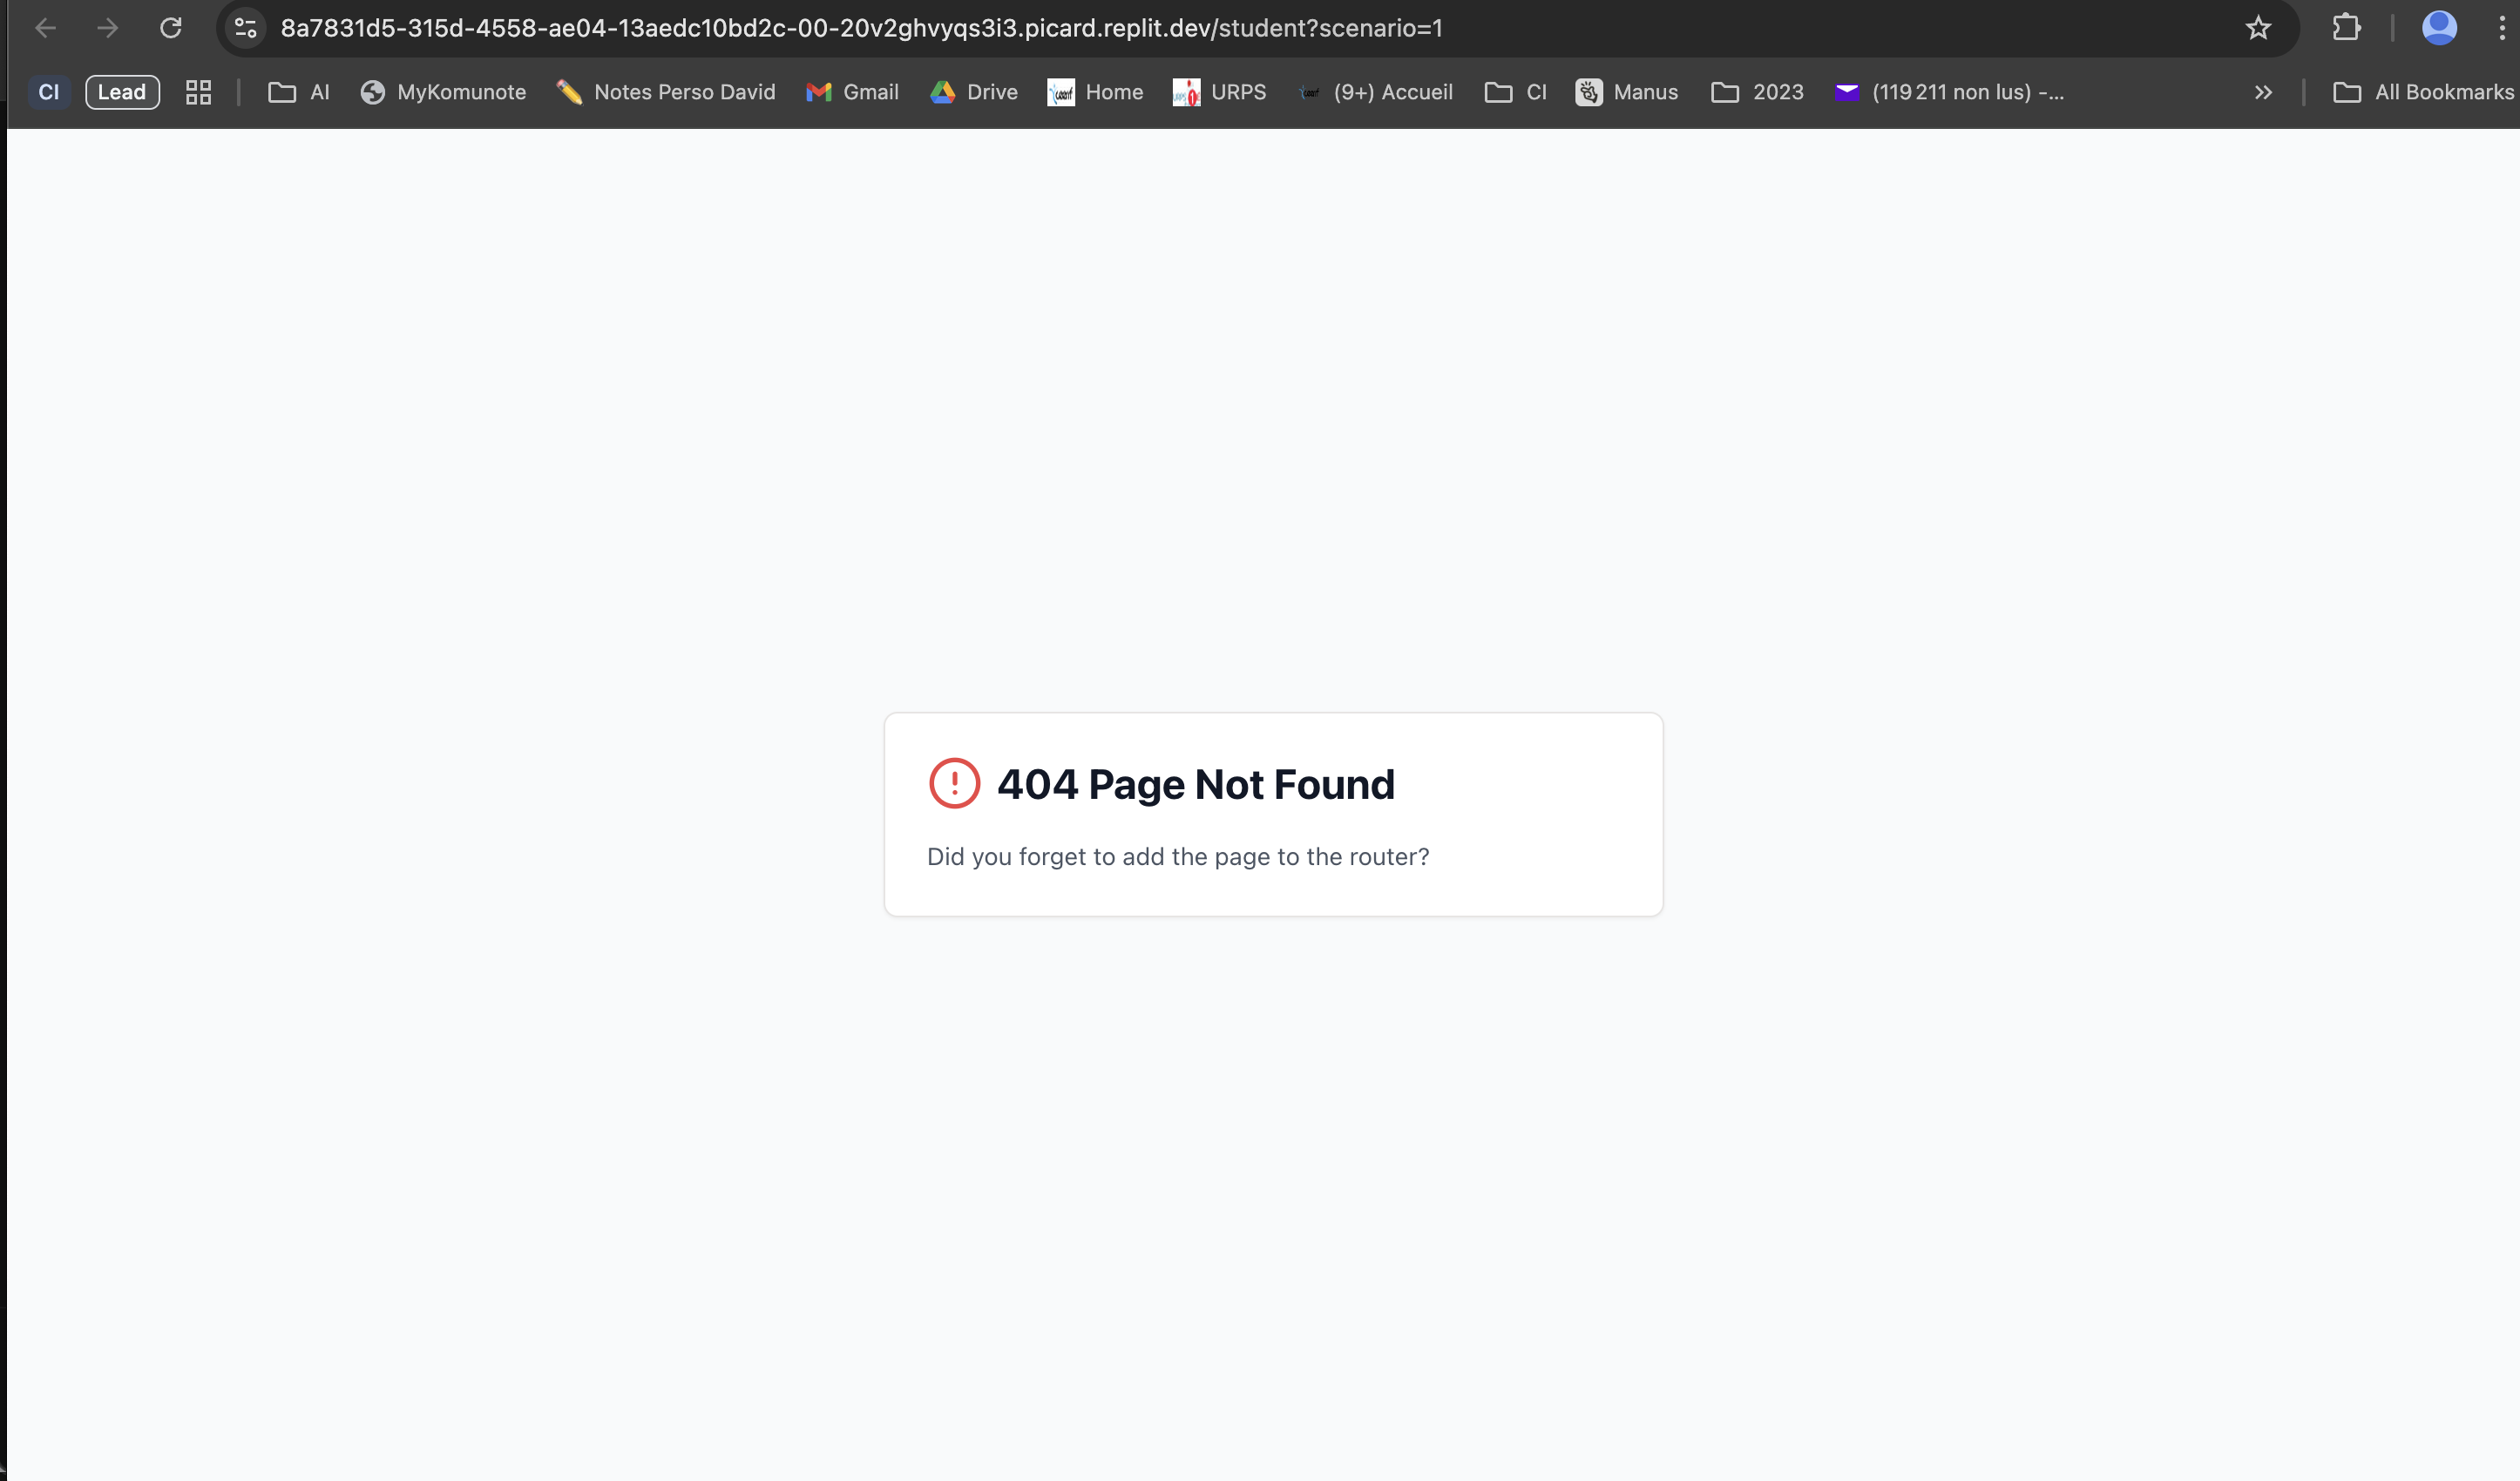 8a7831d5-315d-4558-ae04-13aedc10bd2c-00-20v2ghvyqs3i3.picard.replit.dev/student?scenario=1
CI Lead AI MyKomunote Notes Perso David Gmail Drive Home URPS (9+) Accueil CI Manus 2023 (119 211 non lus) -... All Bookmarks
404 Page Not Found
Did you forget to add the page to the router?